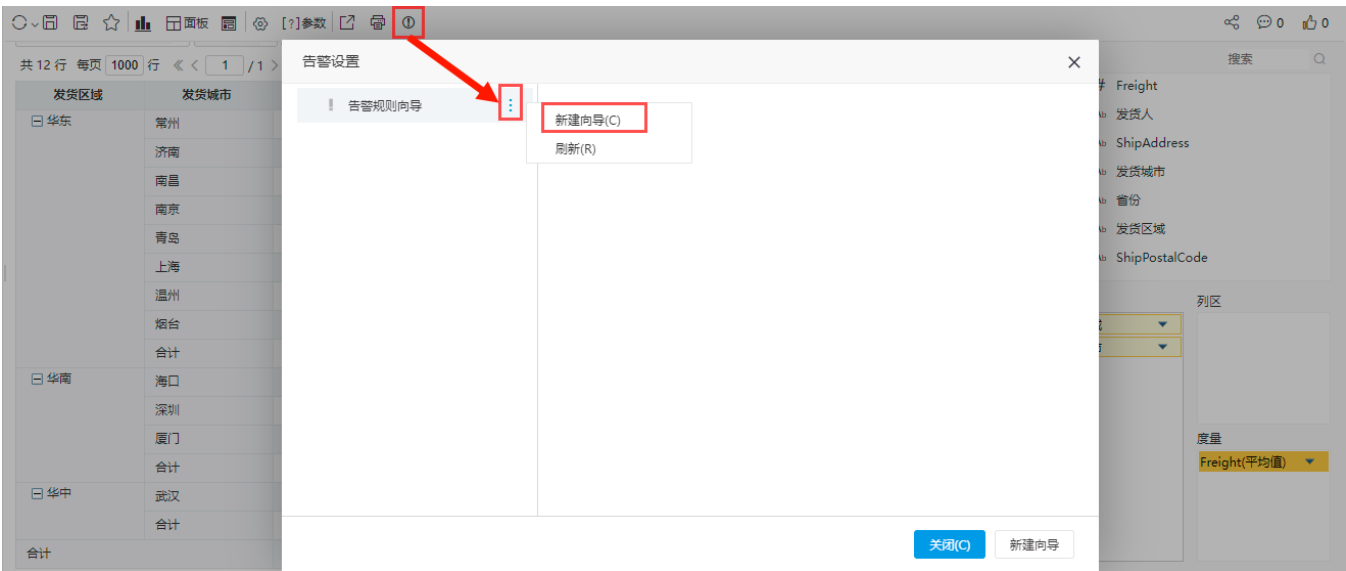 面板 [?]参数 0 0
共 12 行 每页 1000 行 1 / 1
告警设置
搜索
发货区域 发货城市
告警规则向导
新建向导(C)
刷新(R)
Freight
发货人
ShipAddress
发货城市
省份
发货区域
ShipPostalCode
华东 常州
济南
南昌
南京
青岛
上海
温州
烟台
合计
华南 海口
深圳
厦门
合计
华中 武汉
合计
合计
列区
度量
Freight(平均值)
关闭(C) 新建向导